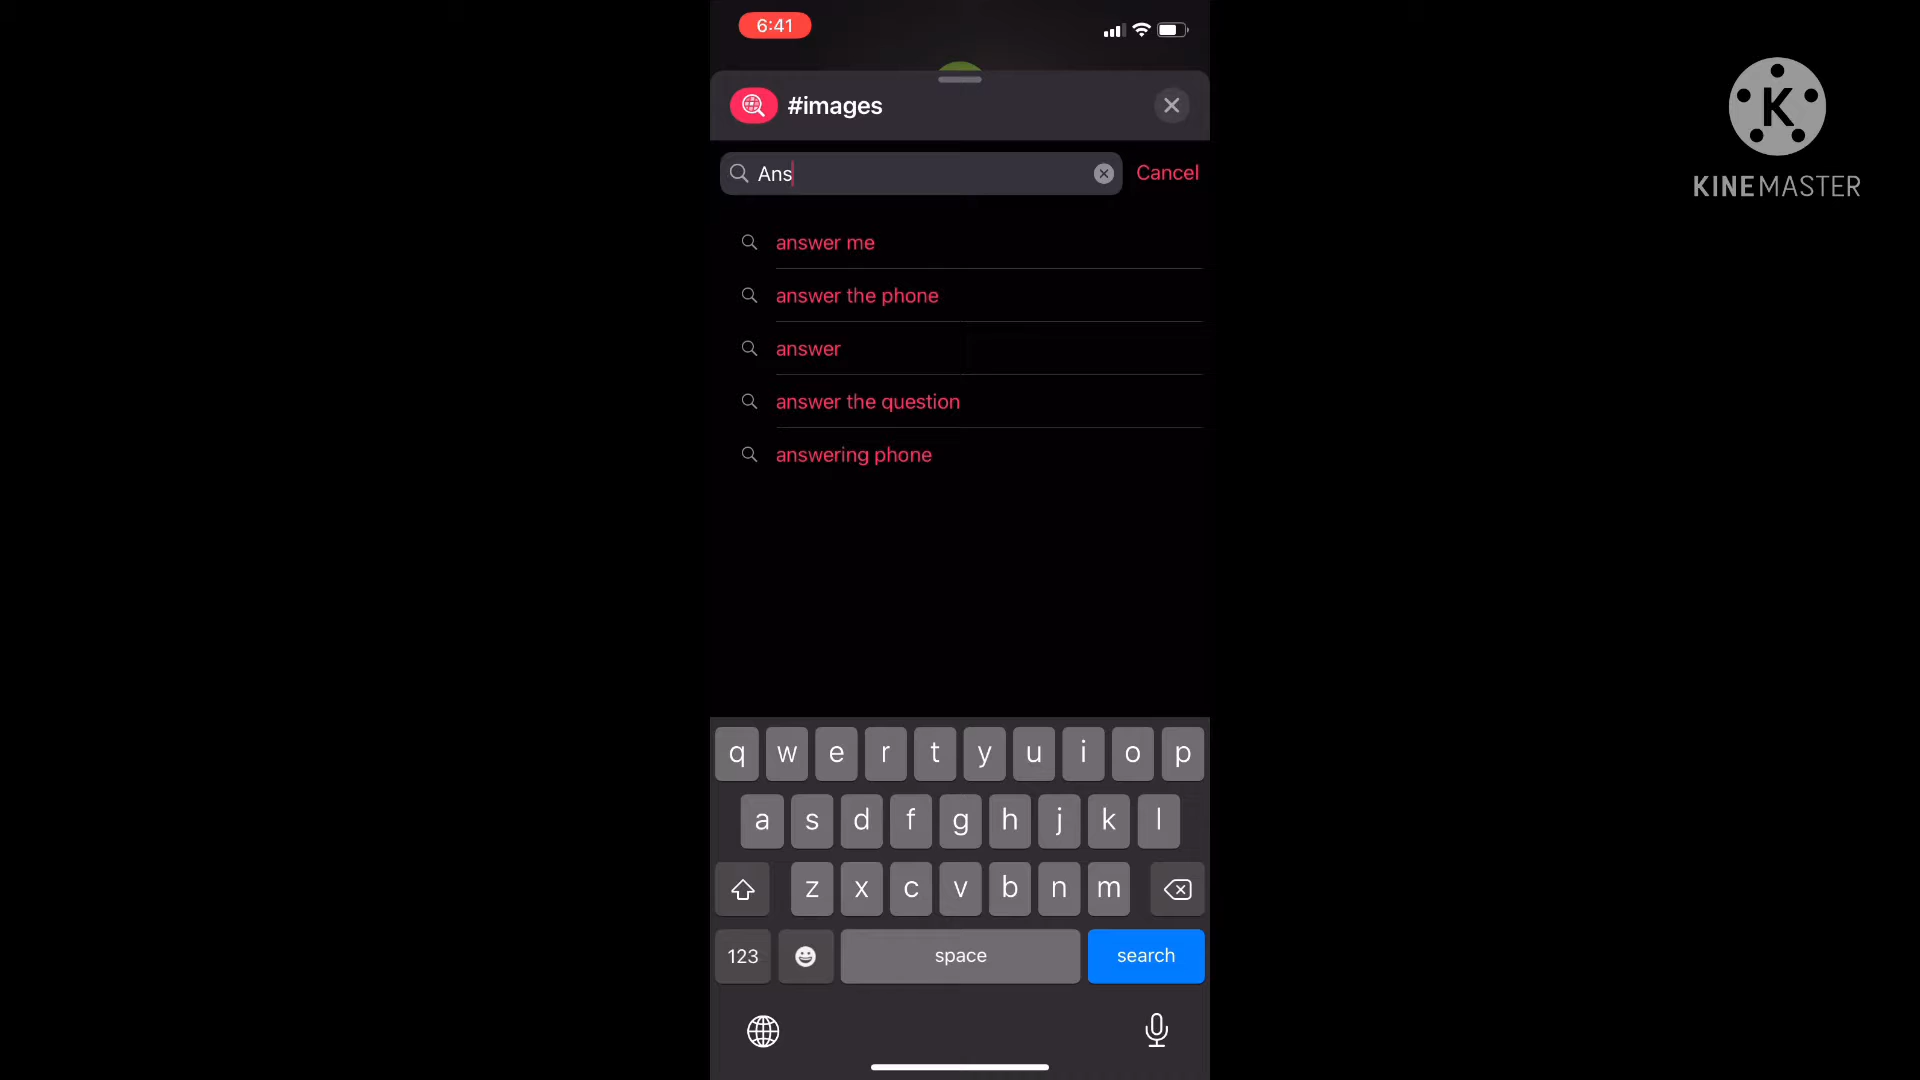 6:41
#images
Ans
Cancel
answer me
answer the phone
answer
answer the question
answering phone
q w e r t y u i o p
a s d f g h j k l
z x c v b n m
123 space search
K
KINEMASTER